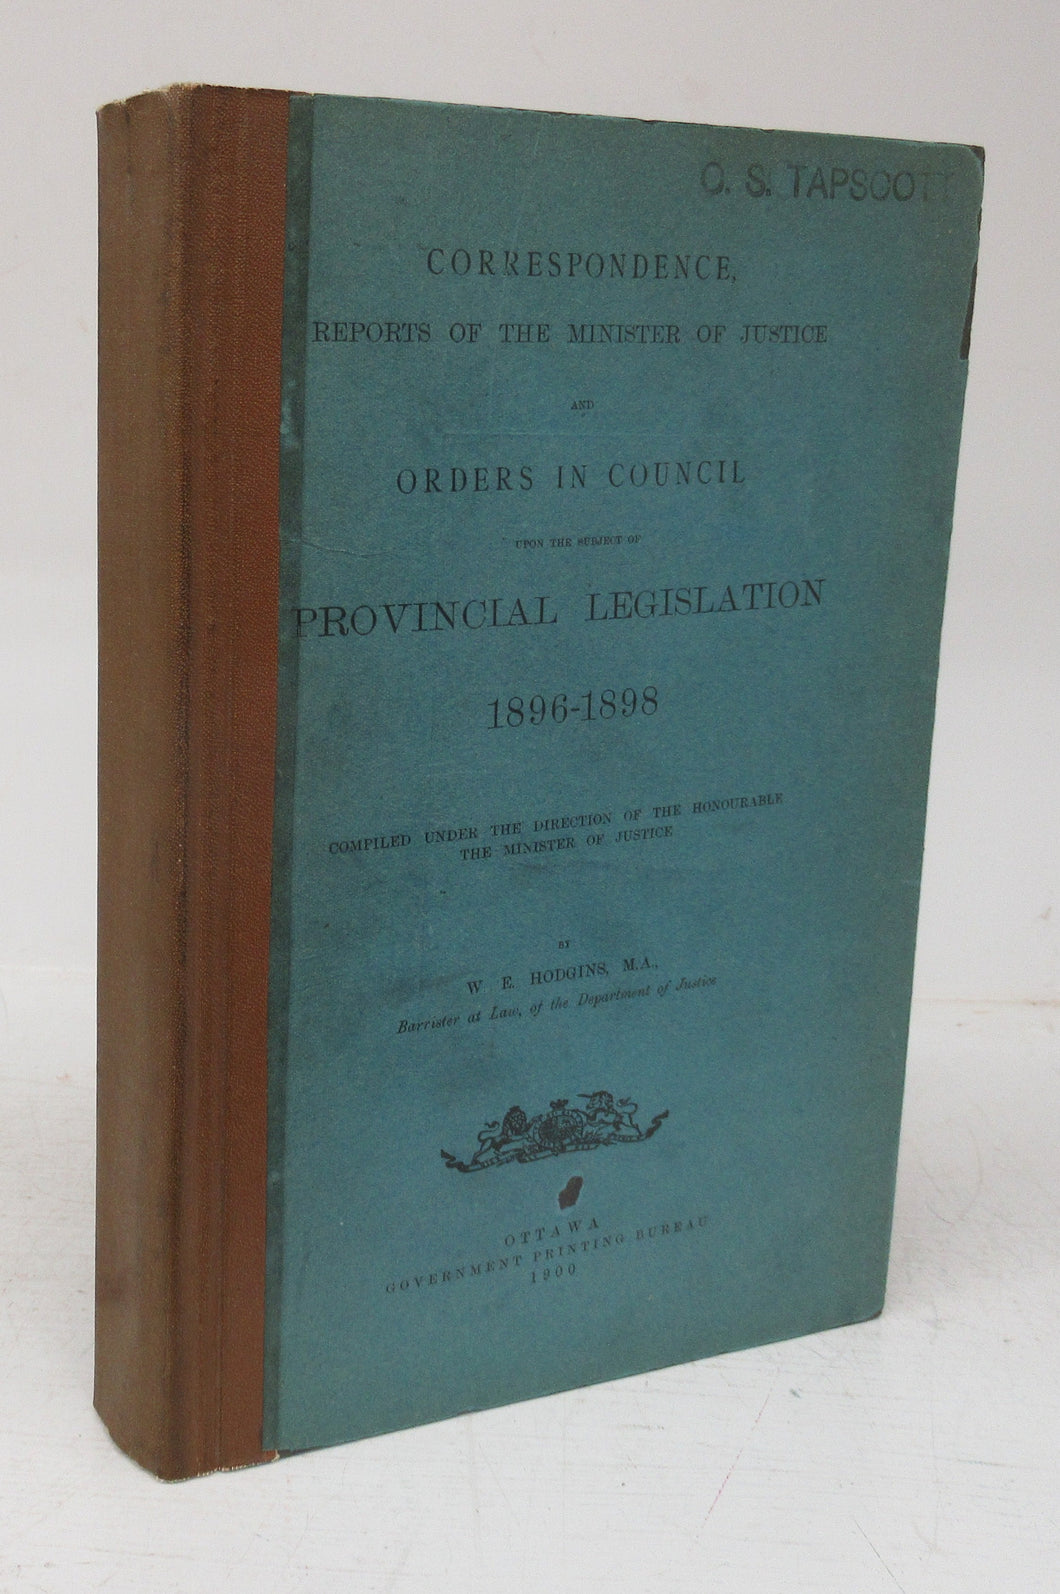 O. S. TAPSCOTT
CORRESPONDENCE,
REPORTS OF THE MINISTER OF JUSTICE
AND
ORDERS IN COUNCIL
UPON THE SUBJECT OF
PROVINCIAL LEGISLATION
1896-1898
COMPILED UNDER THE DIRECTION OF THE HONOURABLE
THE MINISTER OF JUSTICE
BY
W. E. HODGINS, M.A.,
Barrister at Law, of the Department of Justice
OTTAWA
GOVERNMENT PRINTING BUREAU
1900